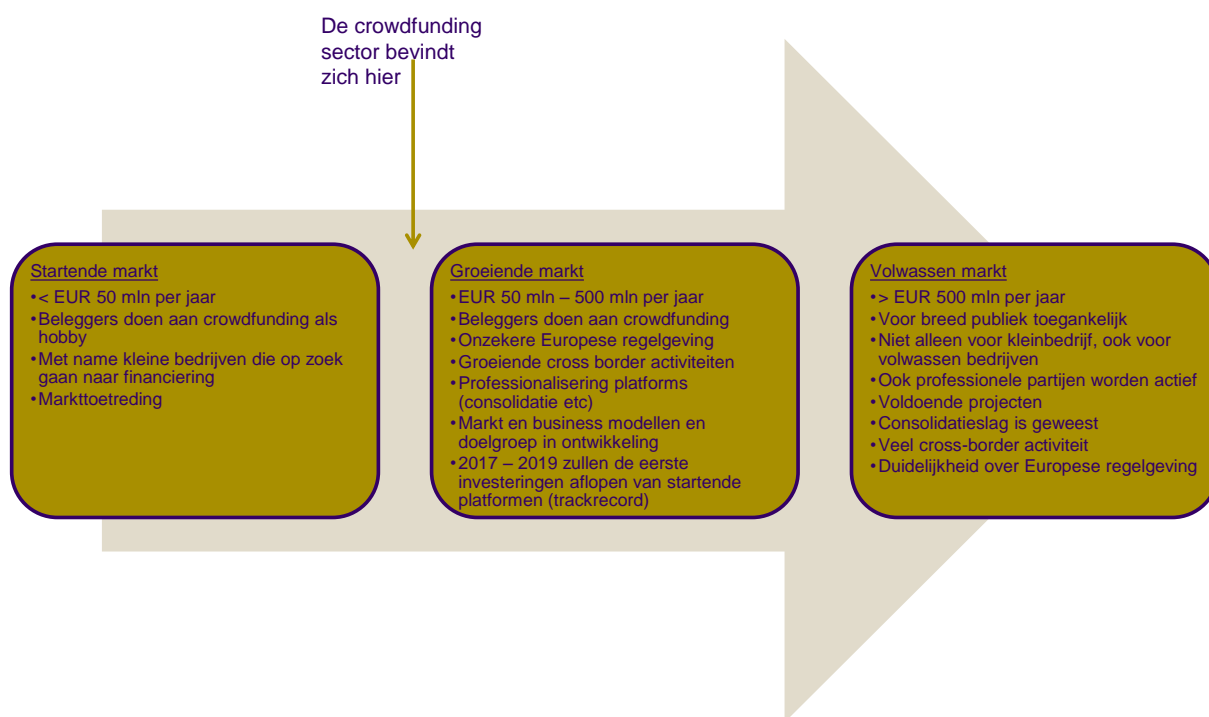 De crowdfunding
sector bevindt
zich hier
Startende markt
•< EUR 50 mln per jaar
•Beleggers doen aan crowdfunding als
hobby
•Met name kleine bedrijven die op zoek
gaan naar financiering
•Markttoetreding
Groeiende markt
•EUR 50 mln – 500 mln per jaar
•Beleggers doen aan crowdfunding
•Onzekere Europese regelgeving
•Groeiende cross border activiteiten
•Professionalisering platforms
(consolidatie etc)
•Markt en business modellen en
doelgroep in ontwikkeling
•2017 – 2019 zullen de eerste
investeringen aflopen van startende
platformen (trackrecord)
Volwassen markt
•> EUR 500 mln per jaar
•Voor breed publiek toegankelijk
•Niet alleen voor kleinbedrijf, ook voor
volwassen bedrijven
•Ook professionele partijen worden actief
•Voldoende projecten
•Consolidatieslag is geweest
•Veel cross-border activiteit
•Duidelijkheid over Europese regelgeving